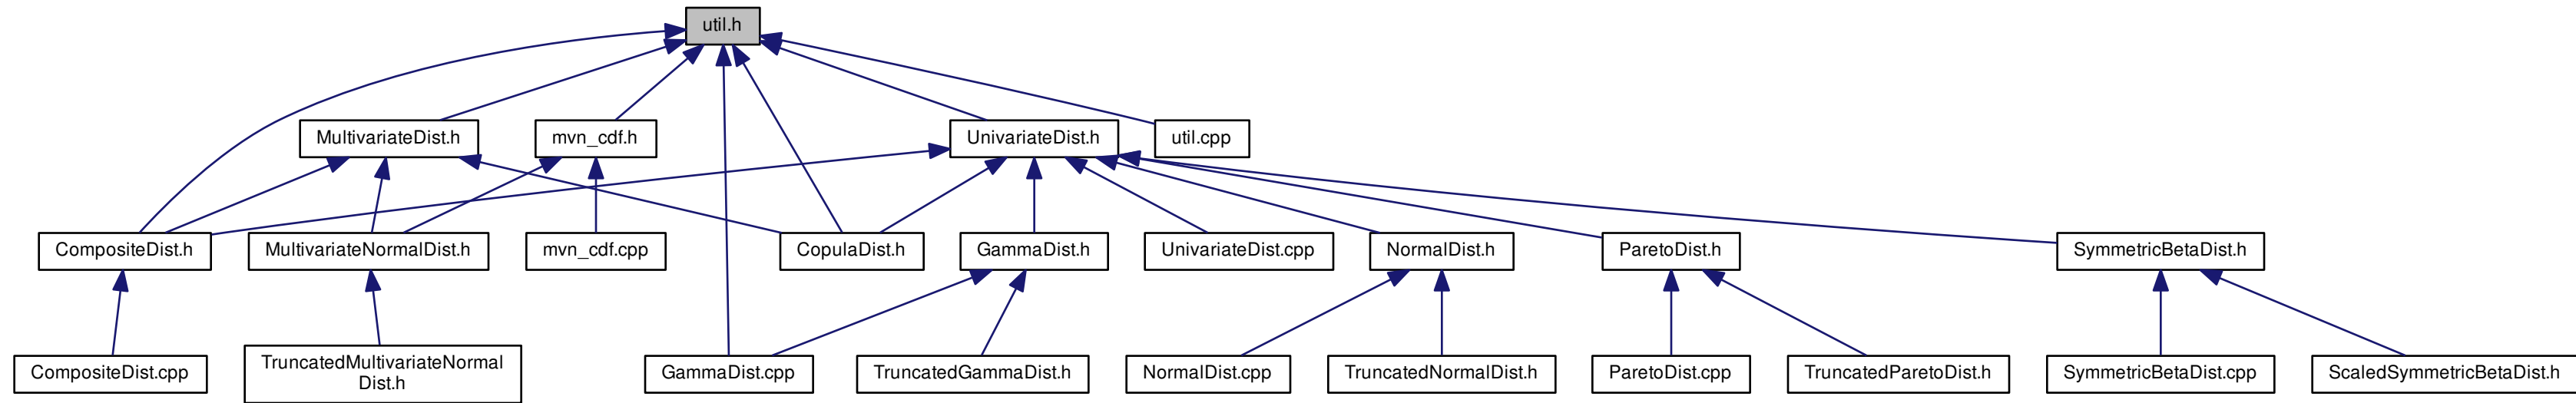 util.h
MultivariateDist.h
mvn_cdf.h
UnivariateDist.h
util.cpp
CompositeDist.h
MultivariateNormalDist.h
mvn_cdf.cpp
CopulaDist.h
GammaDist.h
UnivariateDist.cpp
NormalDist.h
ParetoDist.h
SymmetricBetaDist.h
CompositeDist.cpp
TruncatedMultivariateNormal
Dist.h
GammaDist.cpp
TruncatedGammaDist.h
NormalDist.cpp
TruncatedNormalDist.h
ParetoDist.cpp
TruncatedParetoDist.h
SymmetricBetaDist.cpp
ScaledSymmetricBetaDist.h